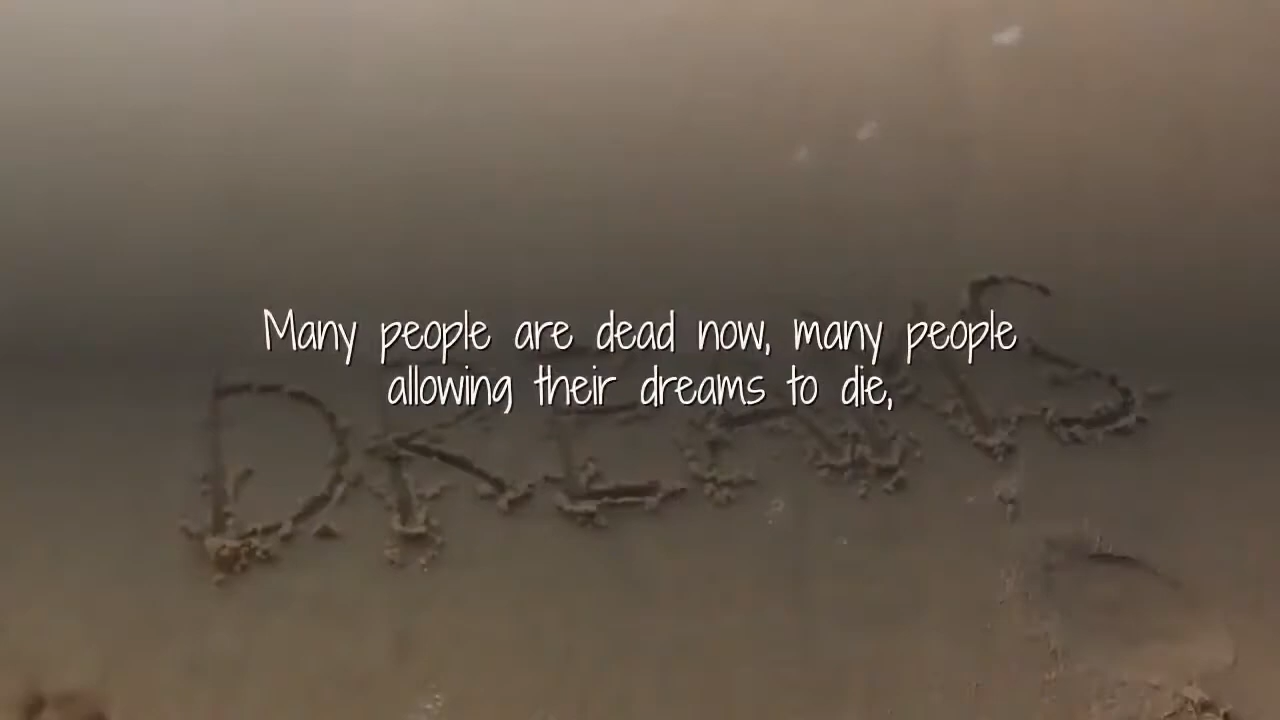 Many people are dead now, many people
allowing their dreams to die,
DREAMS